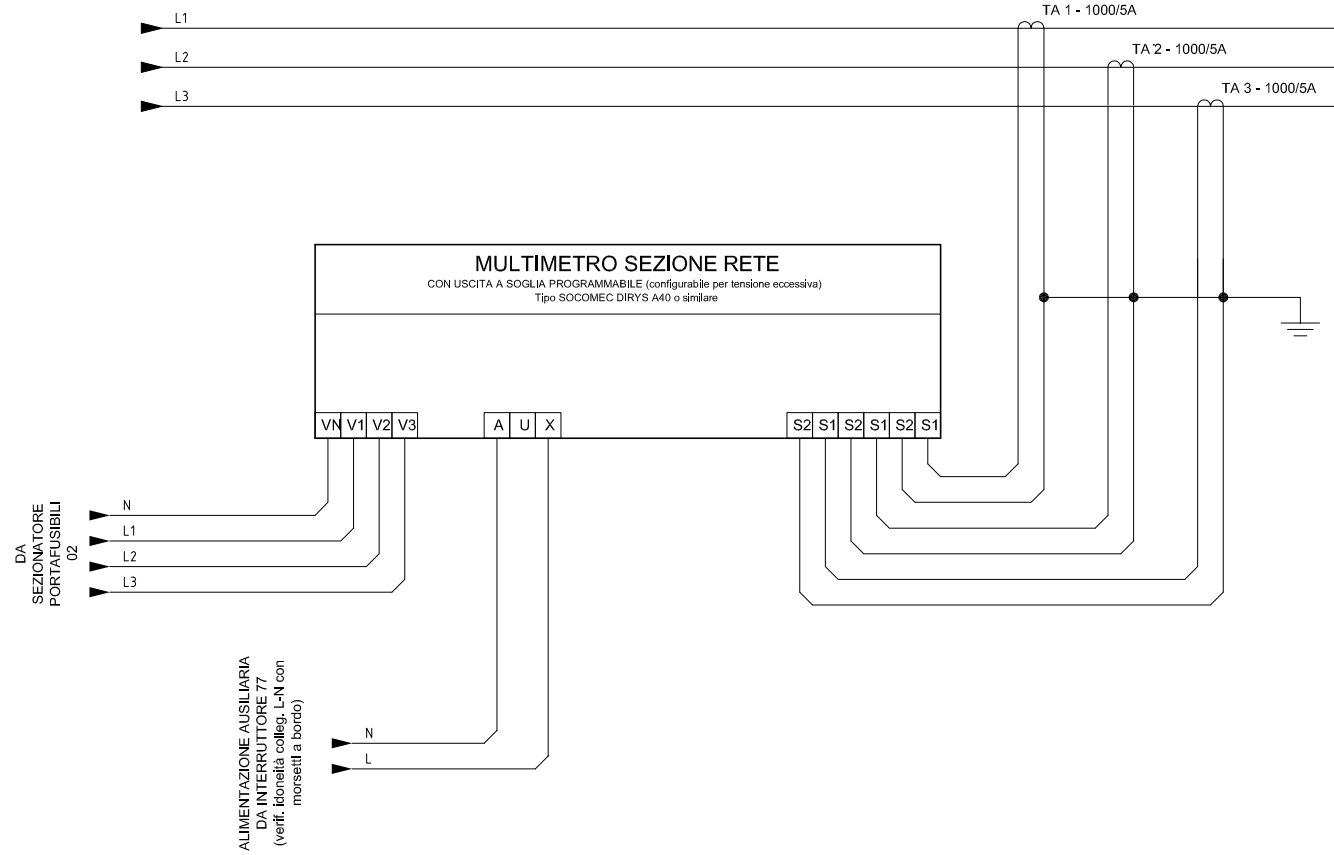 TA 1 - 1000/5A
L1
TA 2 - 1000/5A
L2
TA 3 - 1000/5A
L3
MULTIMETRO SEZIONE RETE
CON USCITA A SOGLIA PROGRAMMABILE (configurabile per tensione eccessiva)
Tipo SOCOMEC DIRYS A40 o similare
VN V1 V2 V3 A U X S2 S1 S2 S1 S2 S1
DA
SEZIONATORE
PORTAFUSIBILI
02
N
L1
L2
L3
ALIMENTAZIONE AUSILIARIA
DA INTERRUTTORE 77
(verif. idoneità colleg. L-N con
morsetti a bordo)
N
L